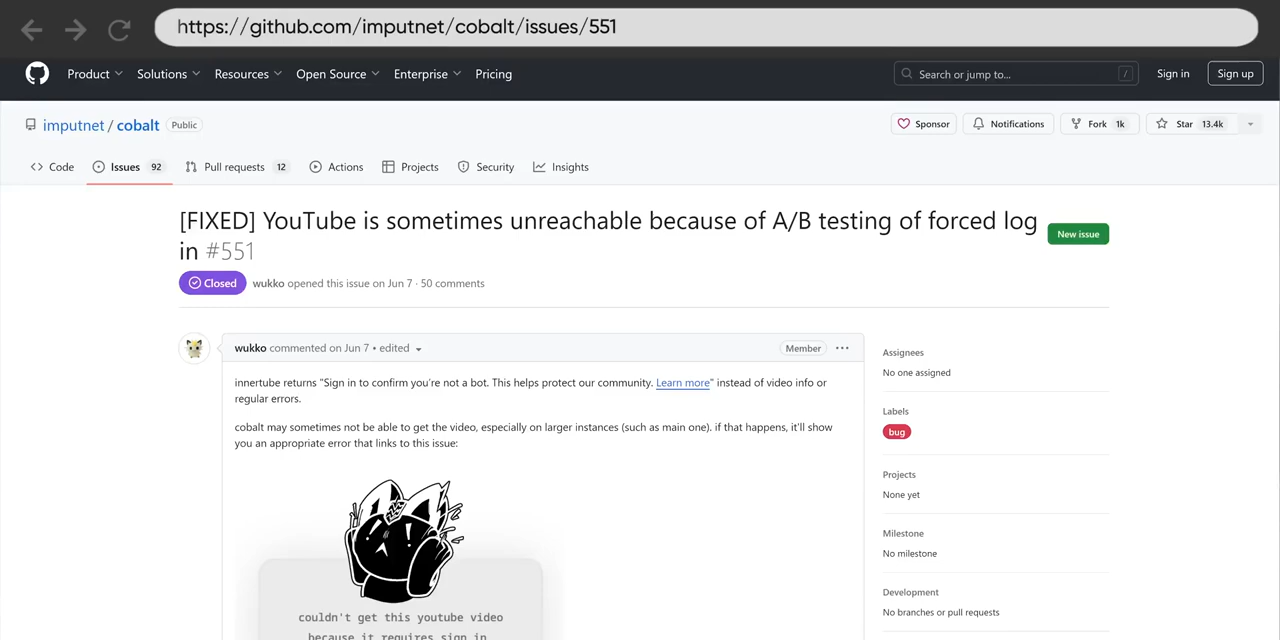 https://github.com/imputnet/cobalt/issues/551
Product Solutions Resources Open Source Enterprise Pricing Search or jump to... / Sign in Sign up
imputnet / cobalt Public Sponsor Notifications Fork 1k Star 13.4k
Code Issues 92 Pull requests 12 Actions Projects Security Insights
[FIXED] YouTube is sometimes unreachable because of A/B testing of forced log
in #551
New issue
Closed wukko opened this issue on Jun 7 · 50 comments
wukko commented on Jun 7 • edited Member
innertube returns "Sign in to confirm you're not a bot. This helps protect our community. Learn more" instead of video info or
regular errors.
cobalt may sometimes not be able to get the video, especially on larger instances (such as main one). if that happens, it'll show
you an appropriate error that links to this issue:
couldn't get this youtube video
because it requires sign in
Assignees
No one assigned
Labels
bug
Projects
None yet
Milestone
No milestone
Development
No branches or pull requests